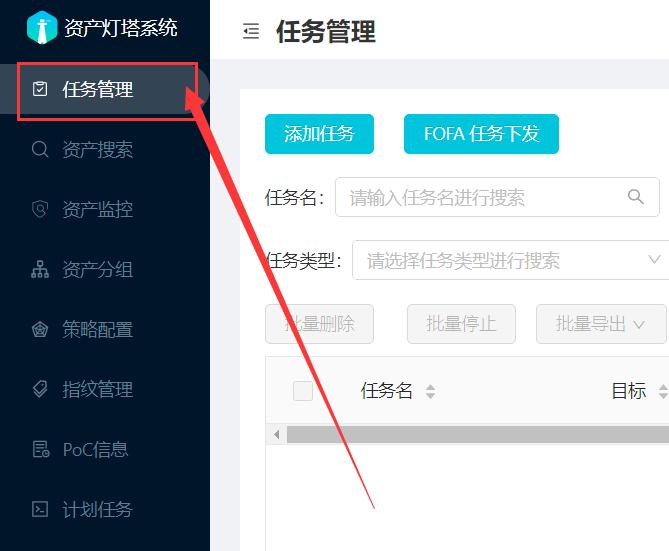 资产灯塔系统
任务管理
任务管理
资产搜索
资产监控
资产分组
策略配置
指纹管理
PoC信息
计划任务
添加任务
FOFA 任务下发
任务名:
请输入任务名进行搜索
任务类型:
请选择任务类型进行搜索
批量删除
批量停止
批量导出
任务名
目标